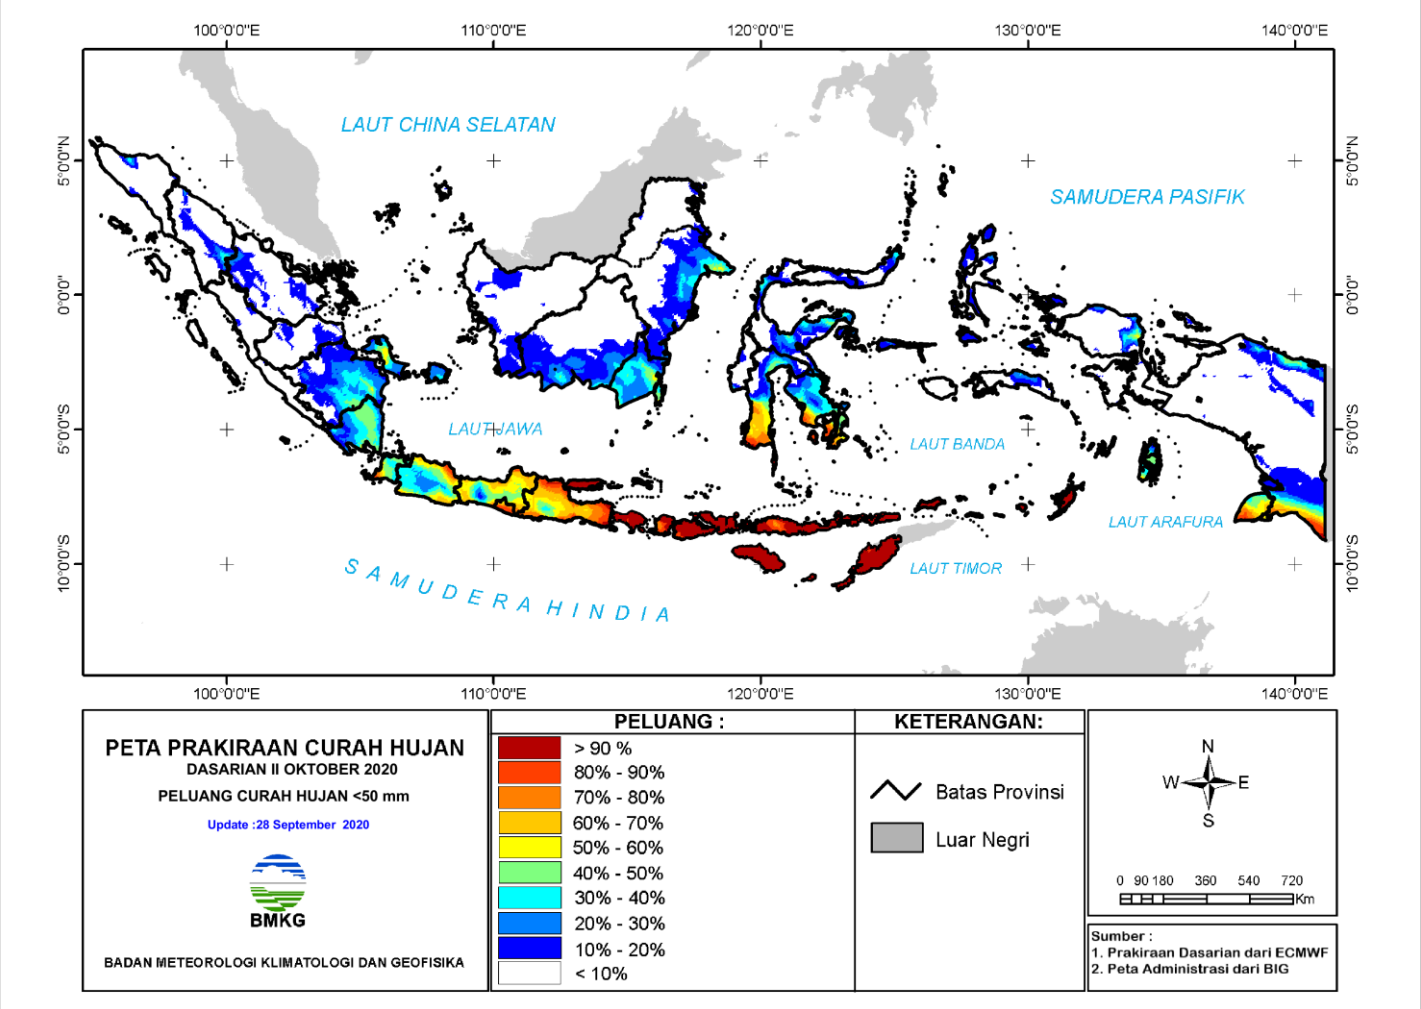 100°0'0"E 110°0'0"E 120°0'0"E 130°0'0"E 140°0'0"E
LAUT CHINA SELATAN
5°0'0"N 5°0'0"N
SAMUDERA PASIFIK
0°0'0" 0°0'0"
5°0'0"S 5°0'0"S
LAUT JAWA
LAUT BANDA
LAUT ARAFURA
10°0'0"S 10°0'0"S
LAUT TIMOR
SAMUDERA HINDIA
100°0'0"E 110°0'0"E 120°0'0"E 130°0'0"E 140°0'0"E
PETA PRAKIRAAN CURAH HUJAN
DASARIAN II OKTOBER 2020
PELUANG CURAH HUJAN <50 mm
Update :28 September 2020
BMKG
BADAN METEOROLOGI KLIMATOLOGI DAN GEOFISIKA
PELUANG :
> 90 %
80% - 90%
70% - 80%
60% - 70%
50% - 60%
40% - 50%
30% - 40%
20% - 30%
10% - 20%
< 10%
KETERANGAN:
Batas Provinsi
Luar Negri
N
W E
S
0 90 180 360 540 720
Km
Sumber :
1. Prakiraan Dasarian dari ECMWF
2. Peta Administrasi dari BIG